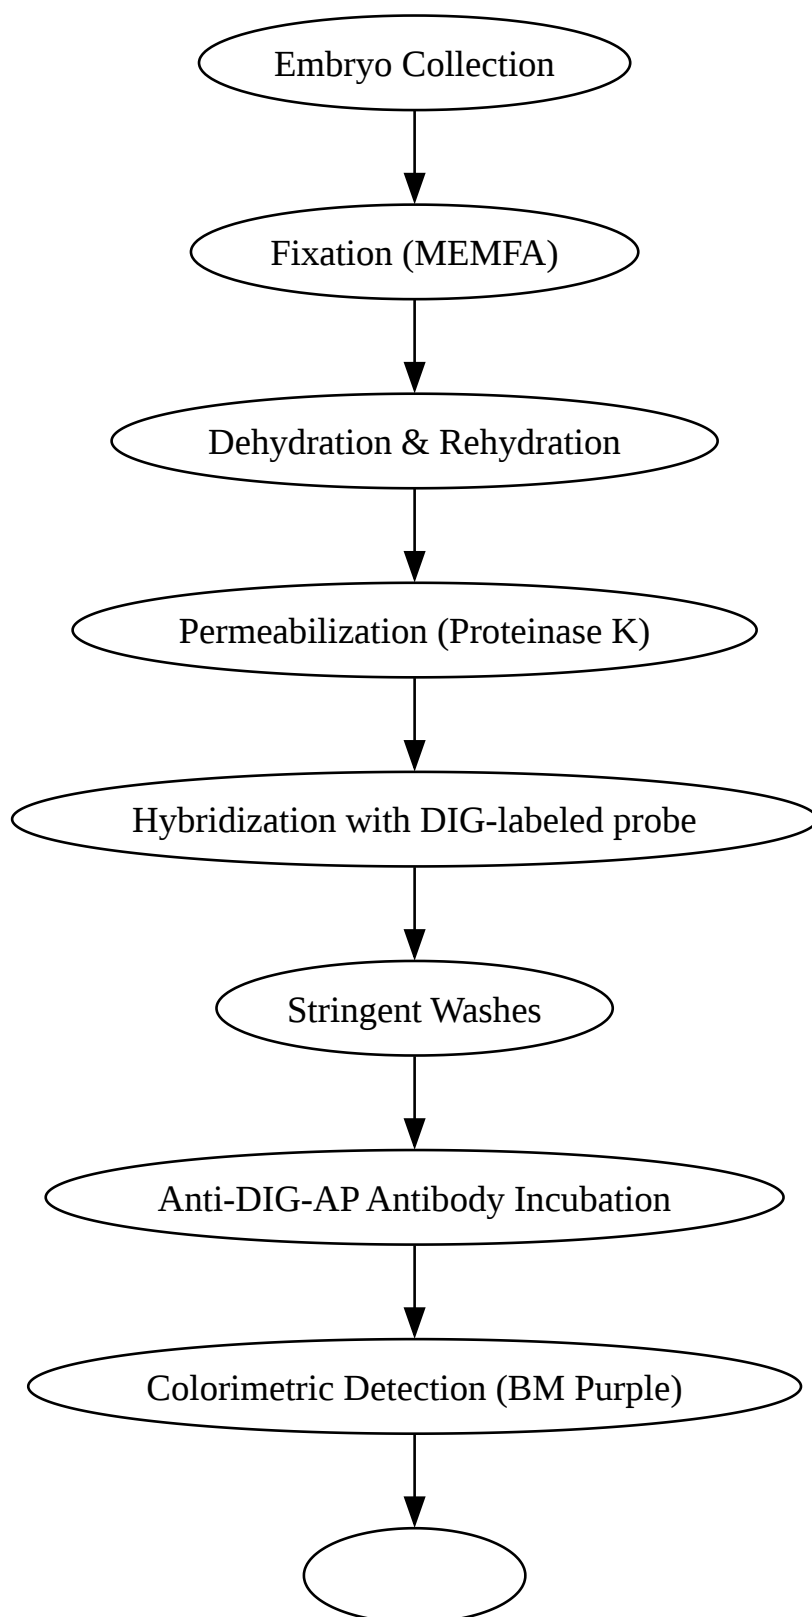 Embryo Collection
Fixation (MEMFA)
Dehydration & Rehydration
Permeabilization (Proteinase K)
Hybridization with DIG-labeled probe
Stringent Washes
Anti-DIG-AP Antibody Incubation
Colorimetric Detection (BM Purple)